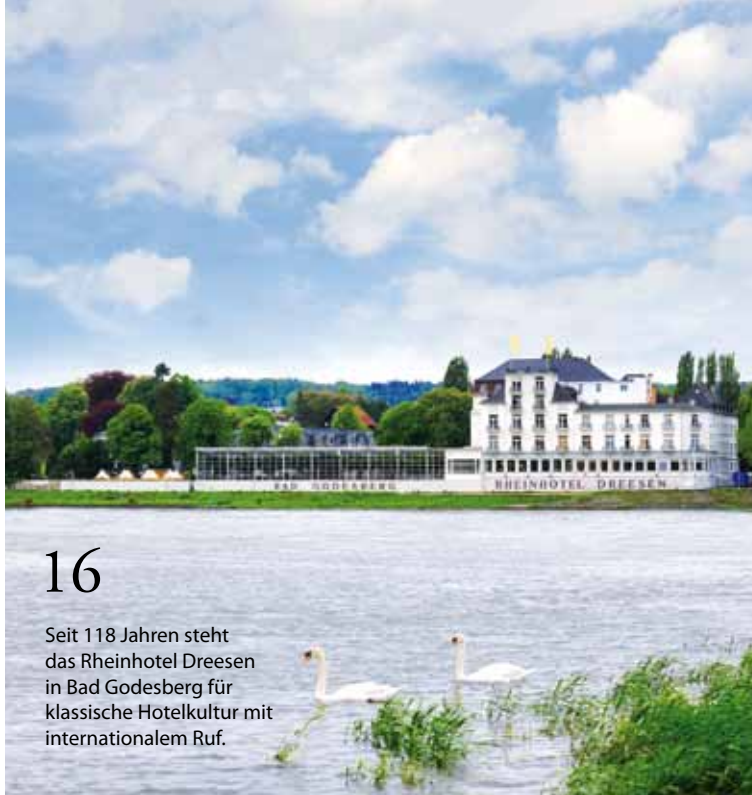 BAD GODESBERG
RHEINHOTEL DREESEN
16
Seit 118 Jahren steht
das Rheinhotel Dreesen
in Bad Godesberg für
klassische Hotelkultur mit
internationalem Ruf.